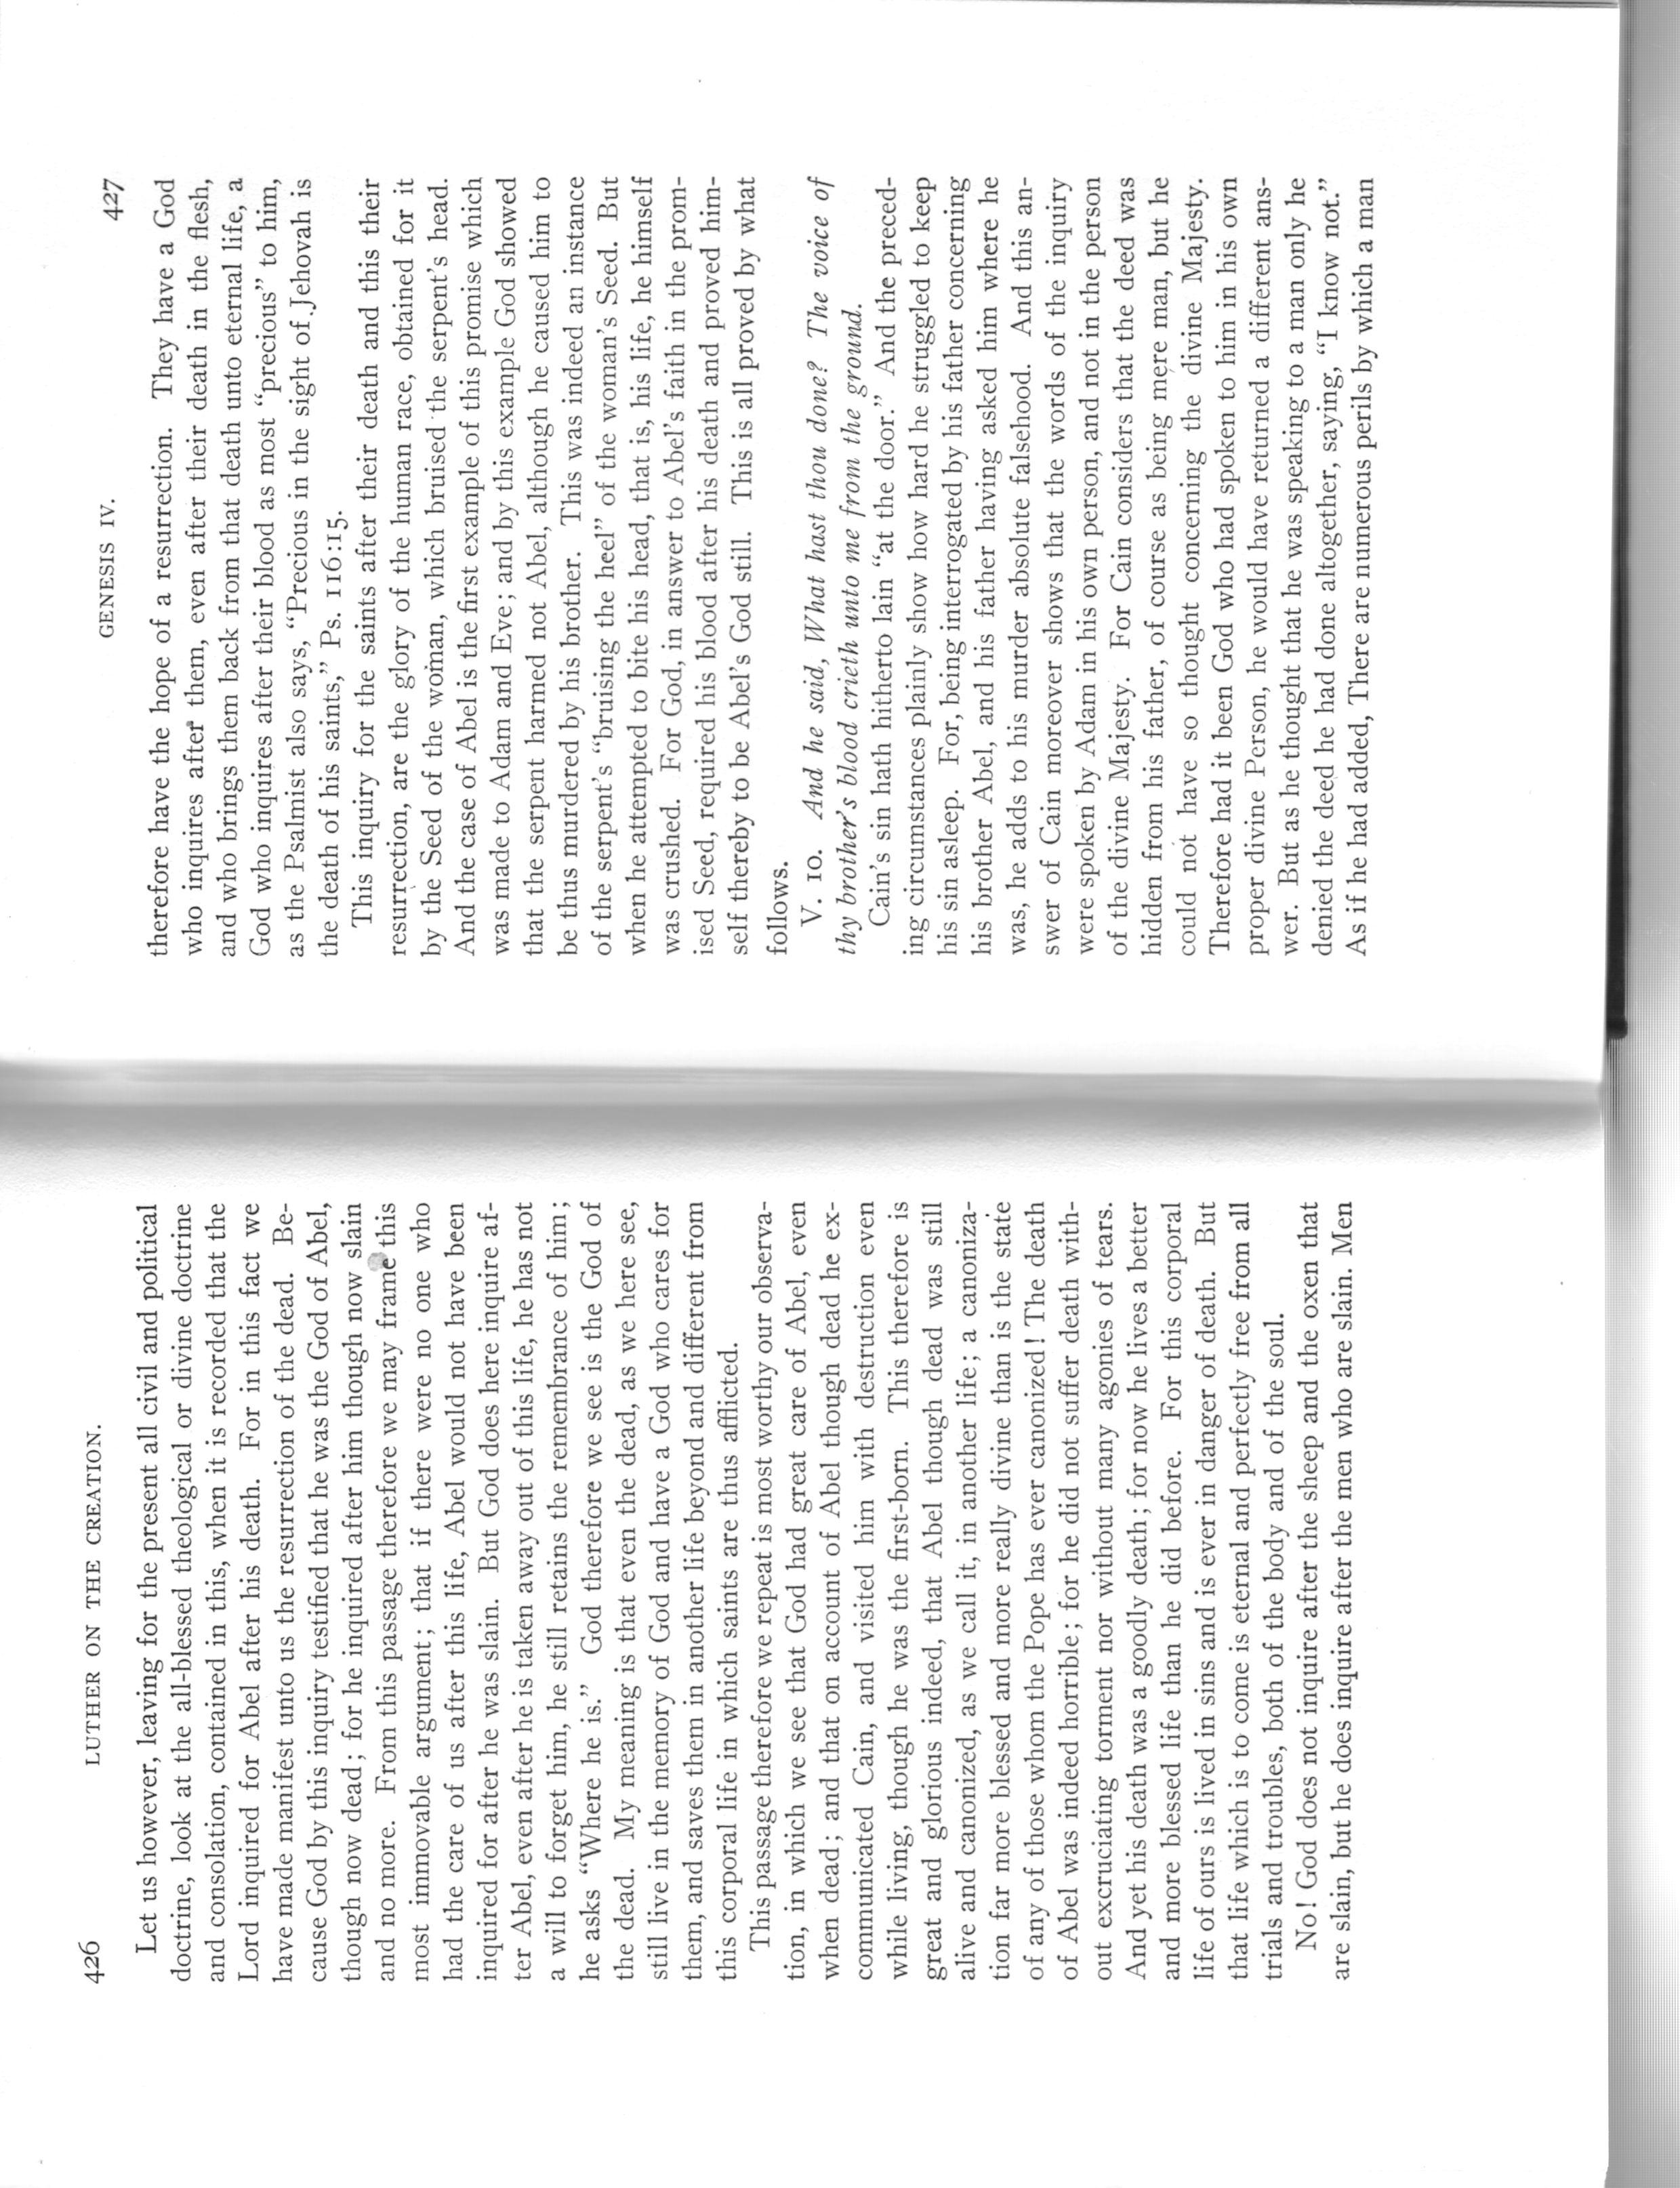 426 LUTHER ON THE CREATION.
Let us however, leaving for the present all civil and political
doctrine, look at the all-blessed theological or divine doctrine
and consolation, contained in this, when it is recorded that the
Lord inquired for Abel after his death. For in this fact we
have made manifest unto us the resurrection of the dead. Be-
cause God by this inquiry testified that he was the God of Abel,
though now dead; for he inquired after him though now slain
and no more. From this passage therefore we may frame this
most immovable argument; that if there were no one who
had the care of us after this life, Abel would not have been
inquired for after he was slain. But God does here inquire af-
ter Abel, even after he is taken away out of this life, he has not
a will to forget him, he still retains the remembrance of him;
he asks “Where he is.” God therefore we see is the God of
the dead. My meaning is that even the dead, as we here see,
still live in the memory of God and have a God who cares for
them, and saves them in another life beyond and different from
this corporal life in which saints are thus afflicted.
This passage therefore we repeat is most worthy our observa-
tion, in which we see that God had great care of Abel, even
when dead; and that on account of Abel though dead he ex-
communicated Cain, and visited him with destruction even
while living, though he was the first-born. This therefore is
great and glorious indeed, that Abel though dead was still
alive and canonized, as we call it, in another life; a canoniza-
tion far more blessed and more really divine than is the state
of any of those whom the Pope has ever canonized! The death
of Abel was indeed horrible; for he did not suffer death with-
out excruciating torment nor without many agonies of tears.
And yet his death was a goodly death; for now he lives a better
and more blessed life than he did before. For this corporal
life of ours is lived in sins and is ever in danger of death. But
that life which is to come is eternal and perfectly free from all
trials and troubles, both of the body and of the soul.
No! God does not inquire after the sheep and the oxen that
are slain, but he does inquire after the men who are slain. Men
GENESIS IV. 427
therefore have the hope of a resurrection. They have a God
who inquires after them, even after their death in the flesh,
and who brings them back from that death unto eternal life, a
God who inquires after their blood as most “precious” to him,
as the Psalmist also says, “Precious in the sight of Jehovah is
the death of his saints,” Ps. 116:15.
This inquiry for the saints after their death and this their
resurrection, are the glory of the human race, obtained for it
by the Seed of the woman, which bruised the serpent’s head.
And the case of Abel is the first example of this promise which
was made to Adam and Eve; and by this example God showed
that the serpent harmed not Abel, although he caused him to
be thus murdered by his brother. This was indeed an instance
of the serpent’s “bruising the heel” of the woman’s Seed. But
when he attempted to bite his head, that is, his life, he himself
was crushed. For God, in answer to Abel’s faith in the prom-
ised Seed, required his blood after his death and proved him-
self thereby to be Abel’s God still. This is all proved by what
follows.
V. 10. And he said, What hast thou done? The voice of
thy brother’s blood crieth unto me from the ground.
Cain’s sin hath hitherto lain “at the door.” And the preced-
ing circumstances plainly show how hard he struggled to keep
his sin asleep. For, being interrogated by his father concerning
his brother Abel, and his father having asked him where he
was, he adds to his murder absolute falsehood. And this an-
swer of Cain moreover shows that the words of the inquiry
were spoken by Adam in his own person, and not in the person
of the divine Majesty. For Cain considers that the deed was
hidden from his father, of course as being mere man, but he
could not have so thought concerning the divine Majesty.
Therefore had it been God who had spoken to him in his own
proper divine Person, he would have returned a different ans-
wer. But as he thought that he was speaking to a man only he
denied the deed he had done altogether, saying, “I know not.”
As if he had added, There are numerous perils by which a man